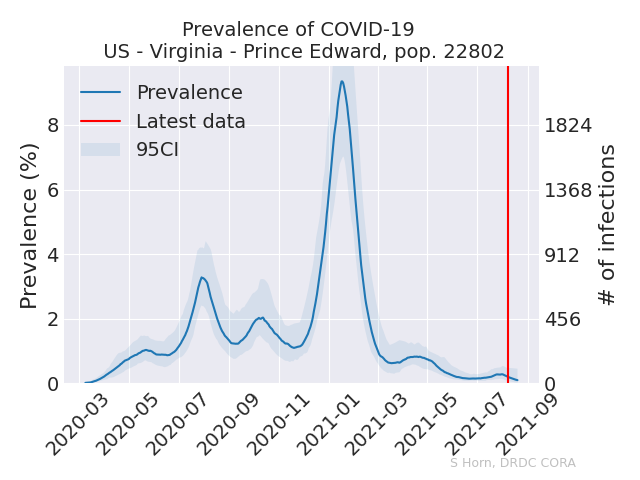 Prevalence of COVID-19
US - Virginia - Prince Edward, pop. 22802
Prevalence
Latest data
95CI
Prevalence (%)
8
6
4
2
0
1824
1368
912
456
0
# of infections
2020-03
2020-05
2020-07
2020-09
2020-11
2021-01
2021-03
2021-05
2021-07
2021-09
S Horn, DRDC CORA